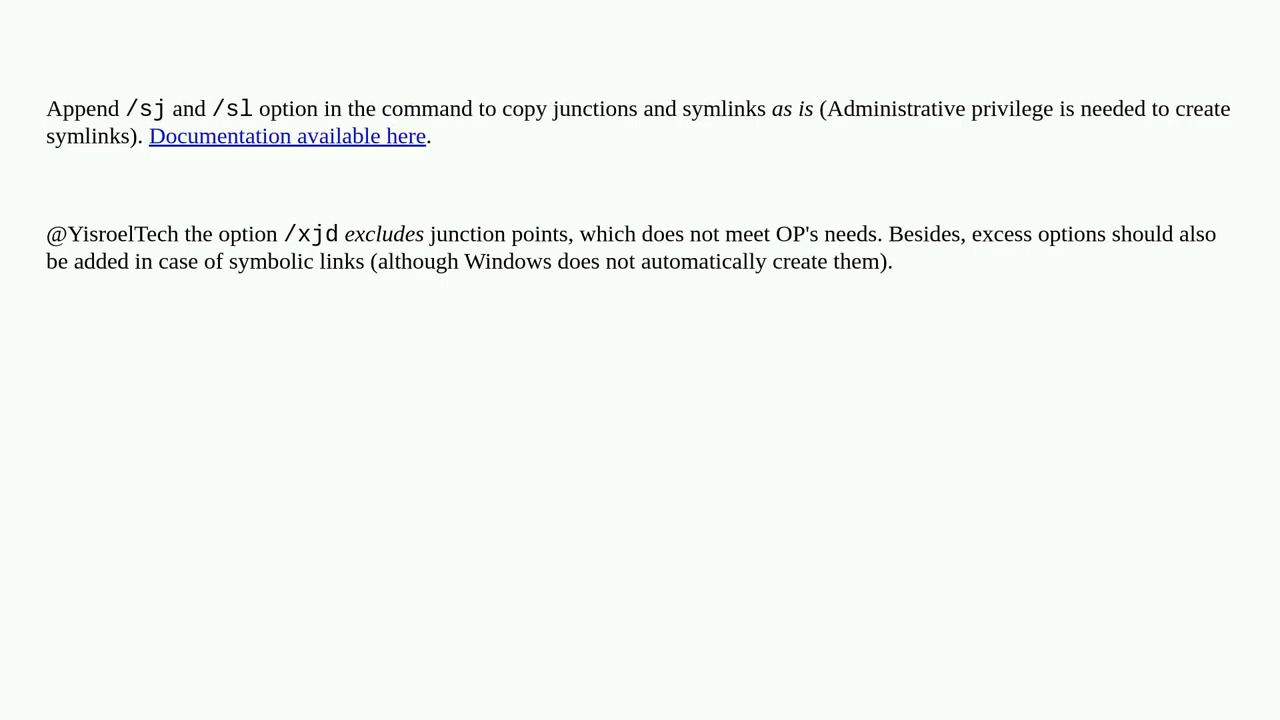 Append /sj and /sl option in the command to copy junctions and symlinks as is (Administrative privilege is needed to create
symlinks). Documentation available here.
@YisroelTech the option /xjd excludes junction points, which does not meet OP's needs. Besides, excess options should also
be added in case of symbolic links (although Windows does not automatically create them).